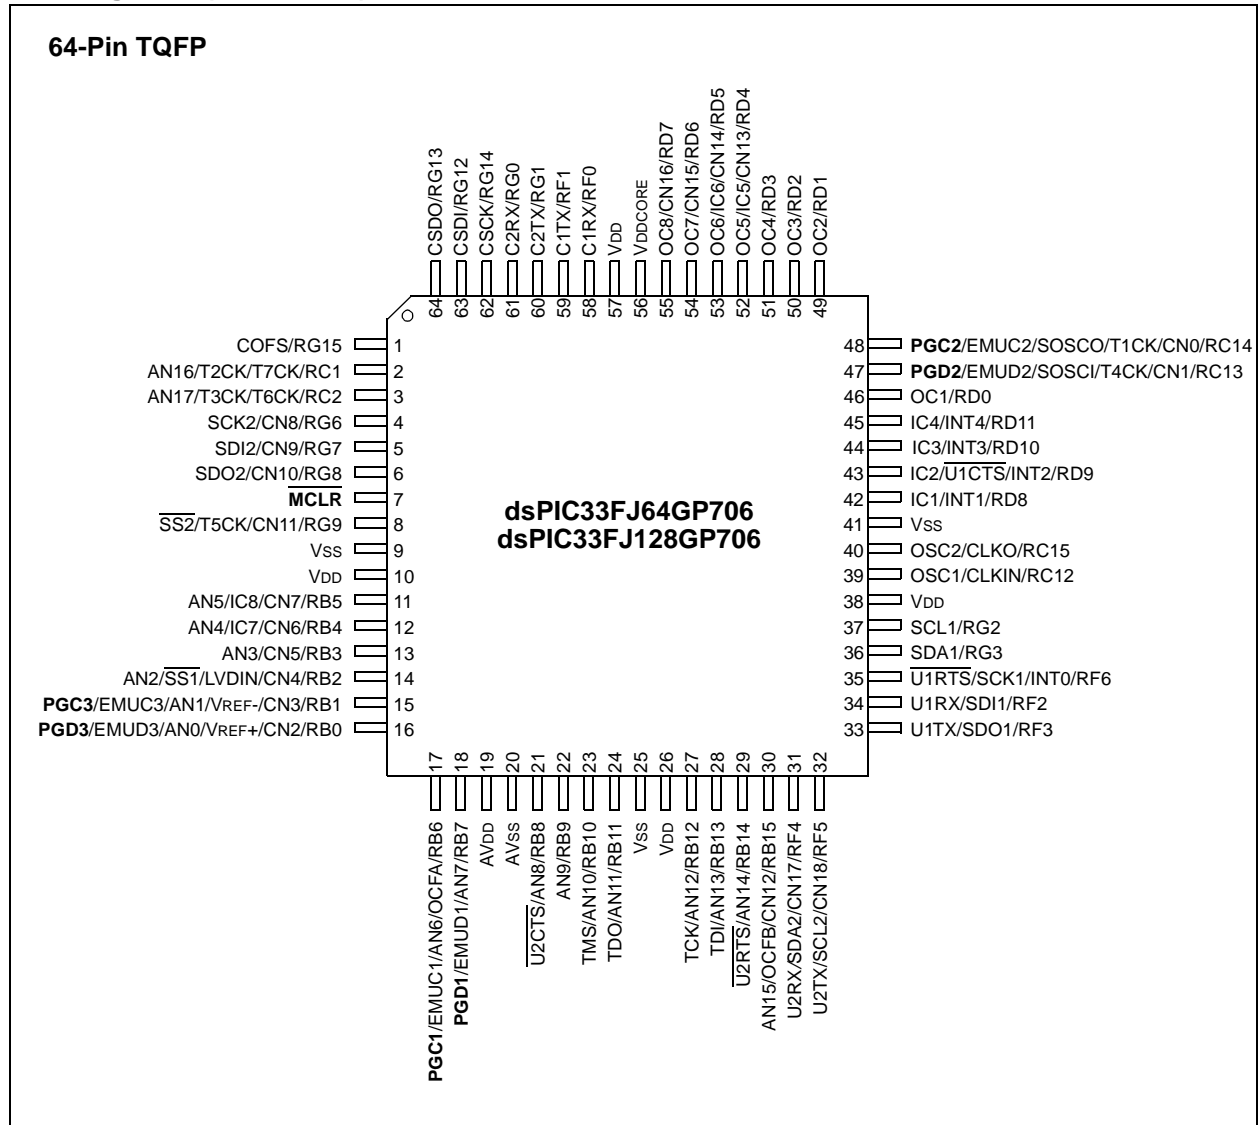 64-Pin TQFP
CSDO/RG13
CSDI/RG12
CSCK/RG14
C2RX/RG0
C2TX/RG1
C1TX/RF1
C1RX/RF0
VDD
VDDCORE
OC8/CN16/RD7
OC7/CN15/RD6
OC6/IC6/CN14/RD5
OC5/IC5/CN13/RD4
OC4/RD3
OC3/RD2
OC2/RD1
64 63 62 61 60 59 58 57 56 55 54 53 52 51 50 49
COFS/RG15 1
AN16/T2CK/T7CK/RC1 2
AN17/T3CK/T6CK/RC2 3
SCK2/CN8/RG6 4
SDI2/CN9/RG7 5
SDO2/CN10/RG8 6
MCLR 7
SS2/T5CK/CN11/RG9 8
VSS 9
VDD 10
AN5/IC8/CN7/RB5 11
AN4/IC7/CN6/RB4 12
AN3/CN5/RB3 13
AN2/SS1/LVDIN/CN4/RB2 14
PGC3/EMUC3/AN1/VREF-/CN3/RB1 15
PGD3/EMUD3/AN0/VREF+/CN2/RB0 16
dsPIC33FJ64GP706
dsPIC33FJ128GP706
48 PGC2/EMUC2/SOSCO/T1CK/CN0/RC14
47 PGD2/EMUD2/SOSCI/T4CK/CN1/RC13
46 OC1/RD0
45 IC4/INT4/RD11
44 IC3/INT3/RD10
43 IC2/U1CTS/INT2/RD9
42 IC1/INT1/RD8
41 VSS
40 OSC2/CLKO/RC15
39 OSC1/CLKIN/RC12
38 VDD
37 SCL1/RG2
36 SDA1/RG3
35 U1RTS/SCK1/INT0/RF6
34 U1RX/SDI1/RF2
33 U1TX/SDO1/RF3
17 18 19 20 21 22 23 24 25 26 27 28 29 30 31 32
PGC1/EMUC1/AN6/OCFA/RB6
PGD1/EMUD1/AN7/RB7
AVDD
AVSS
U2CTS/AN8/RB8
AN9/RB9
TMS/AN10/RB10
TDO/AN11/RB11
VSS
VDD
TCK/AN12/RB12
TDI/AN13/RB13
U2RTS/AN14/RB14
AN15/OCFB/CN12/RB15
U2RX/SDA2/CN17/RF4
U2TX/SCL2/CN18/RF5